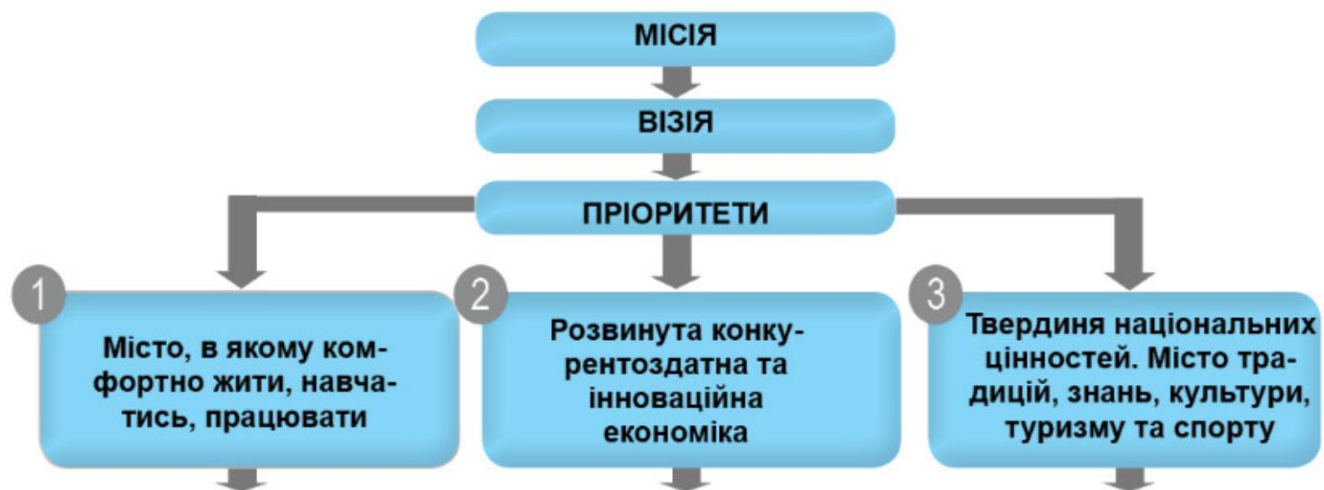 МІСІЯ
ВІЗІЯ
ПРІОРИТЕТИ
1
Місто, в якому ком-
фортно жити, навча-
тись, працювати
2
Розвинута конку-
рентоздатна та
інноваційна
економіка
3
Твердиня національних
цінностей. Місто тра-
дицій, знань, культури,
туризму та спорту